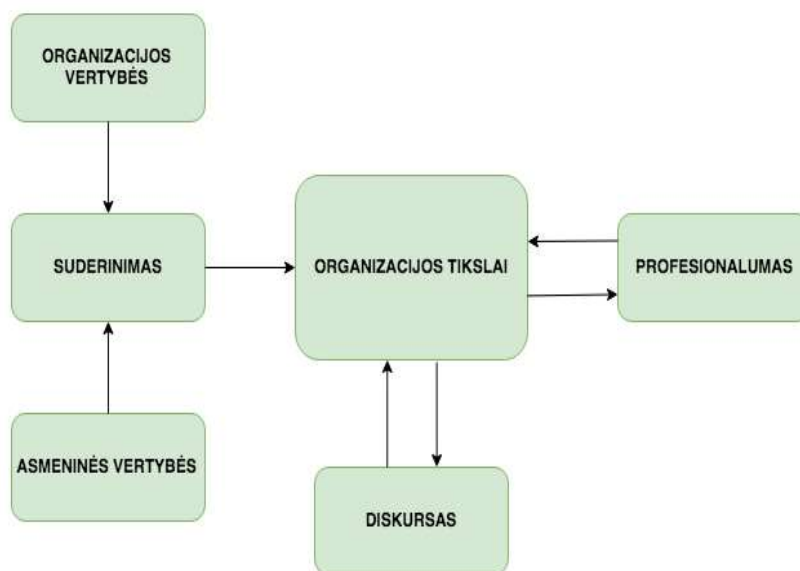 ORGANIZACIJOS
VERTYBĖS
SUDERINIMAS
ORGANIZACIJOS TIKSLAI
PROFESIONALUMAS
ASMENINĖS VERTYBĖS
DISKURSAS